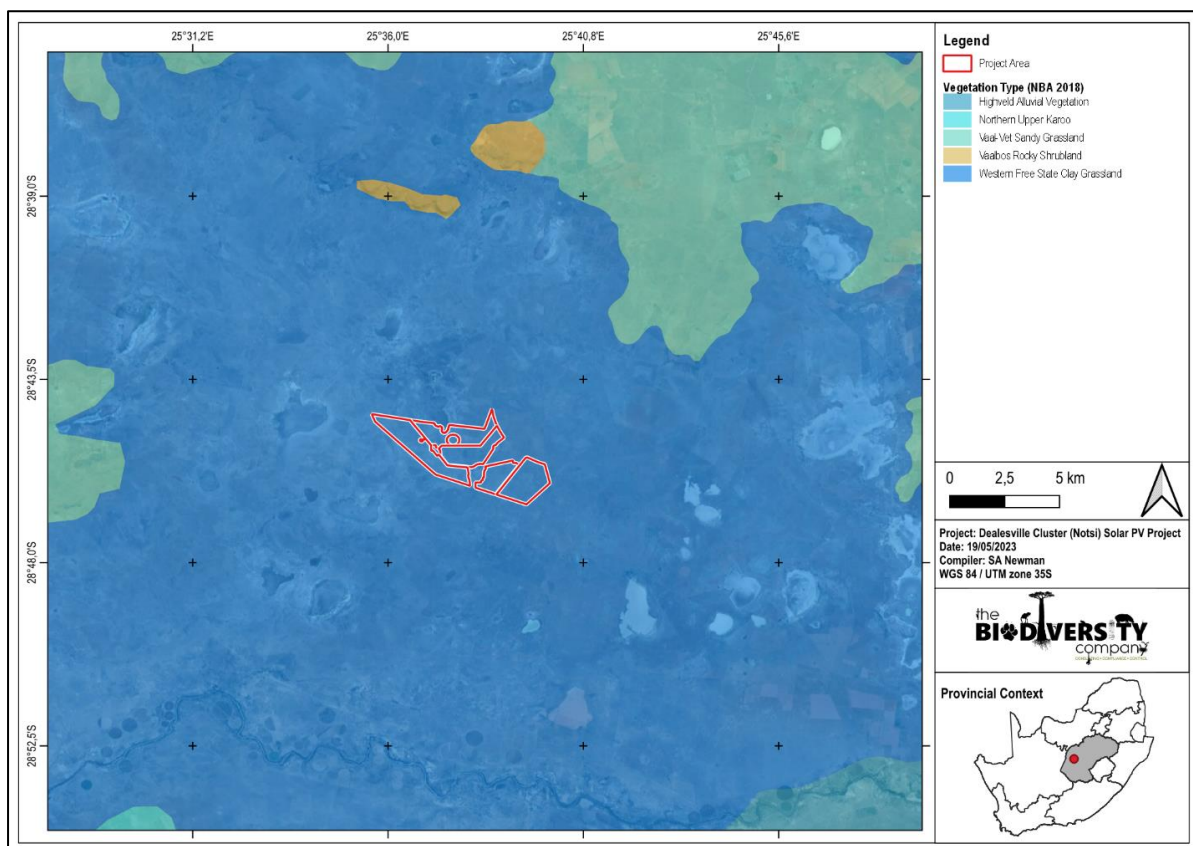 25°31,2'E 25°36,0'E 25°40,8'E 25°45,6'E
28°39,0'S
28°43,5'S
28°48,0'S
28°52,5'S
Legend
Project Area
Vegetation Type (NBA 2018)
Highveld Alluvial Vegetation
Northern Upper Karoo
Vaal-Vet Sandy Grassland
Vaalbos Rocky Shrubland
Western Free State Clay Grassland
0 2,5 5 km
Project: Dealesville Cluster (Notsi) Solar PV Project
Date: 19/05/2023
Compiler: SA Newman
WGS 84 / UTM zone 35S
the
BIODIVERSITY
company
Provincial Context